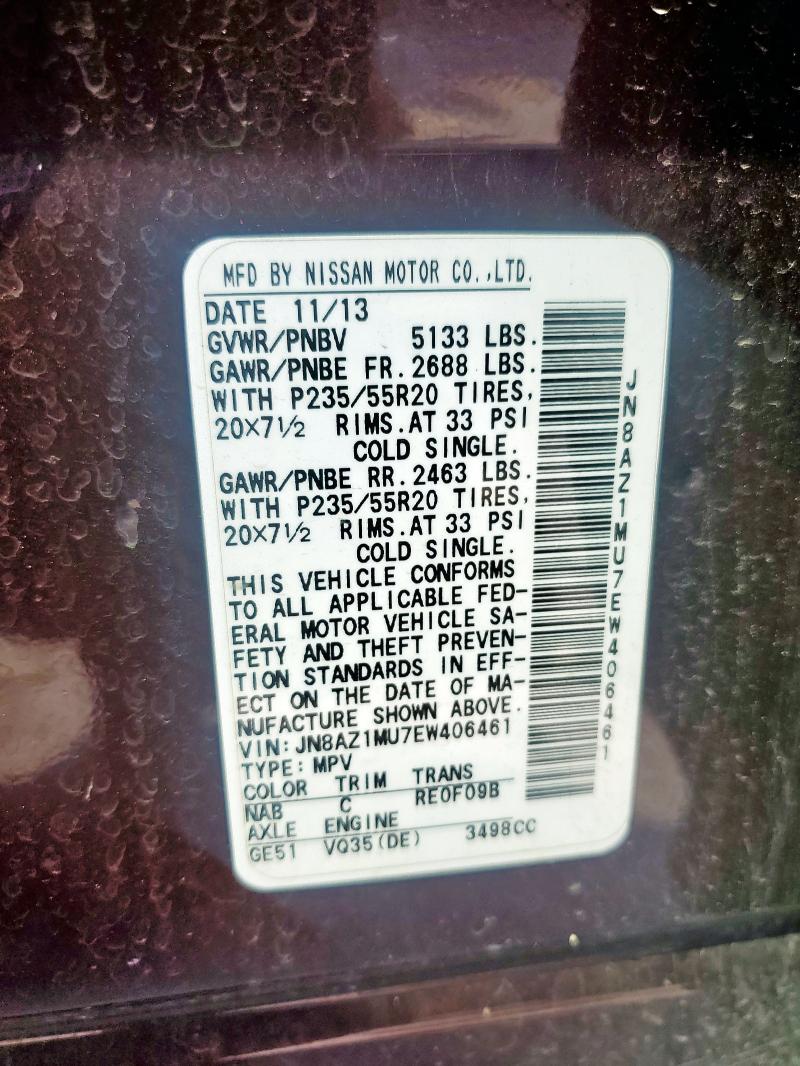 MFD BY NISSAN MOTOR CO.,LTD.
DATE 11/13
GVWR/PNBV 5133 LBS.
GAWR/PNBE FR.2688 LBS.
WITH P235/55R20 TIRES,
20×7½ RIMS.AT 33 PSI
COLD SINGLE.
GAWR/PNBE RR.2463 LBS.
WITH P235/55R20 TIRES,
20×7½ RIMS.AT 33 PSI
COLD SINGLE.
THIS VEHICLE CONFORMS
TO ALL APPLICABLE FED-
ERAL MOTOR VEHICLE SA-
FETY AND THEFT PREVEN-
TION STANDARDS IN EFF-
ECT ON THE DATE OF MA-
NUFACTURE SHOWN ABOVE.
VIN:JN8AZ1MU7EW406461
TYPE:MPV
COLOR TRIM TRANS
NAB C RE0F09B
AXLE ENGINE
GE51 VQ35(DE) 3498CC
JN8AZ1MU7EW406461